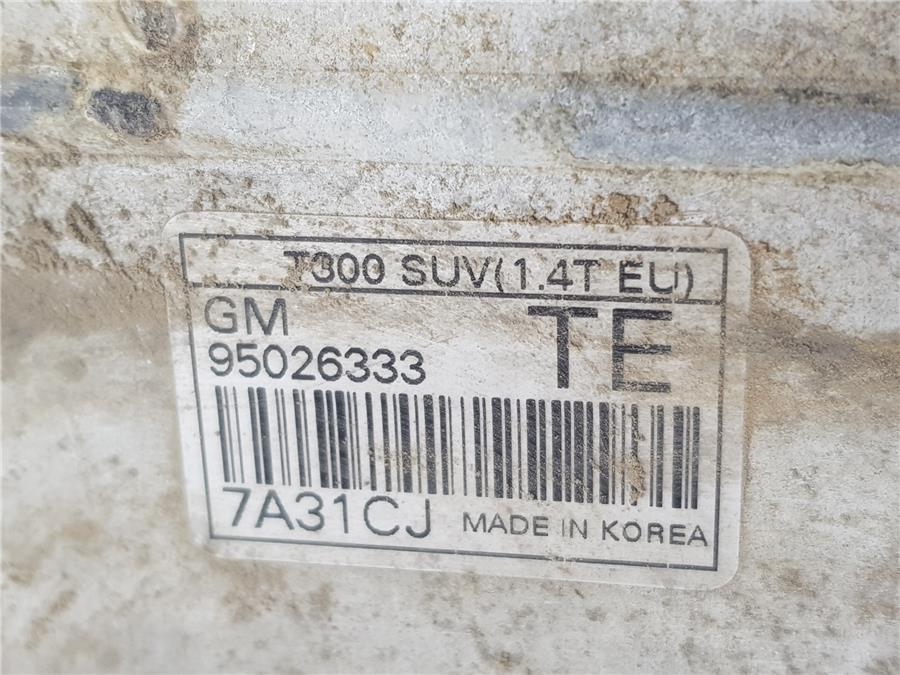 T300 SUV(1.4T EU)
GM
TE
95026333
7A31CJ MADE IN KOREA